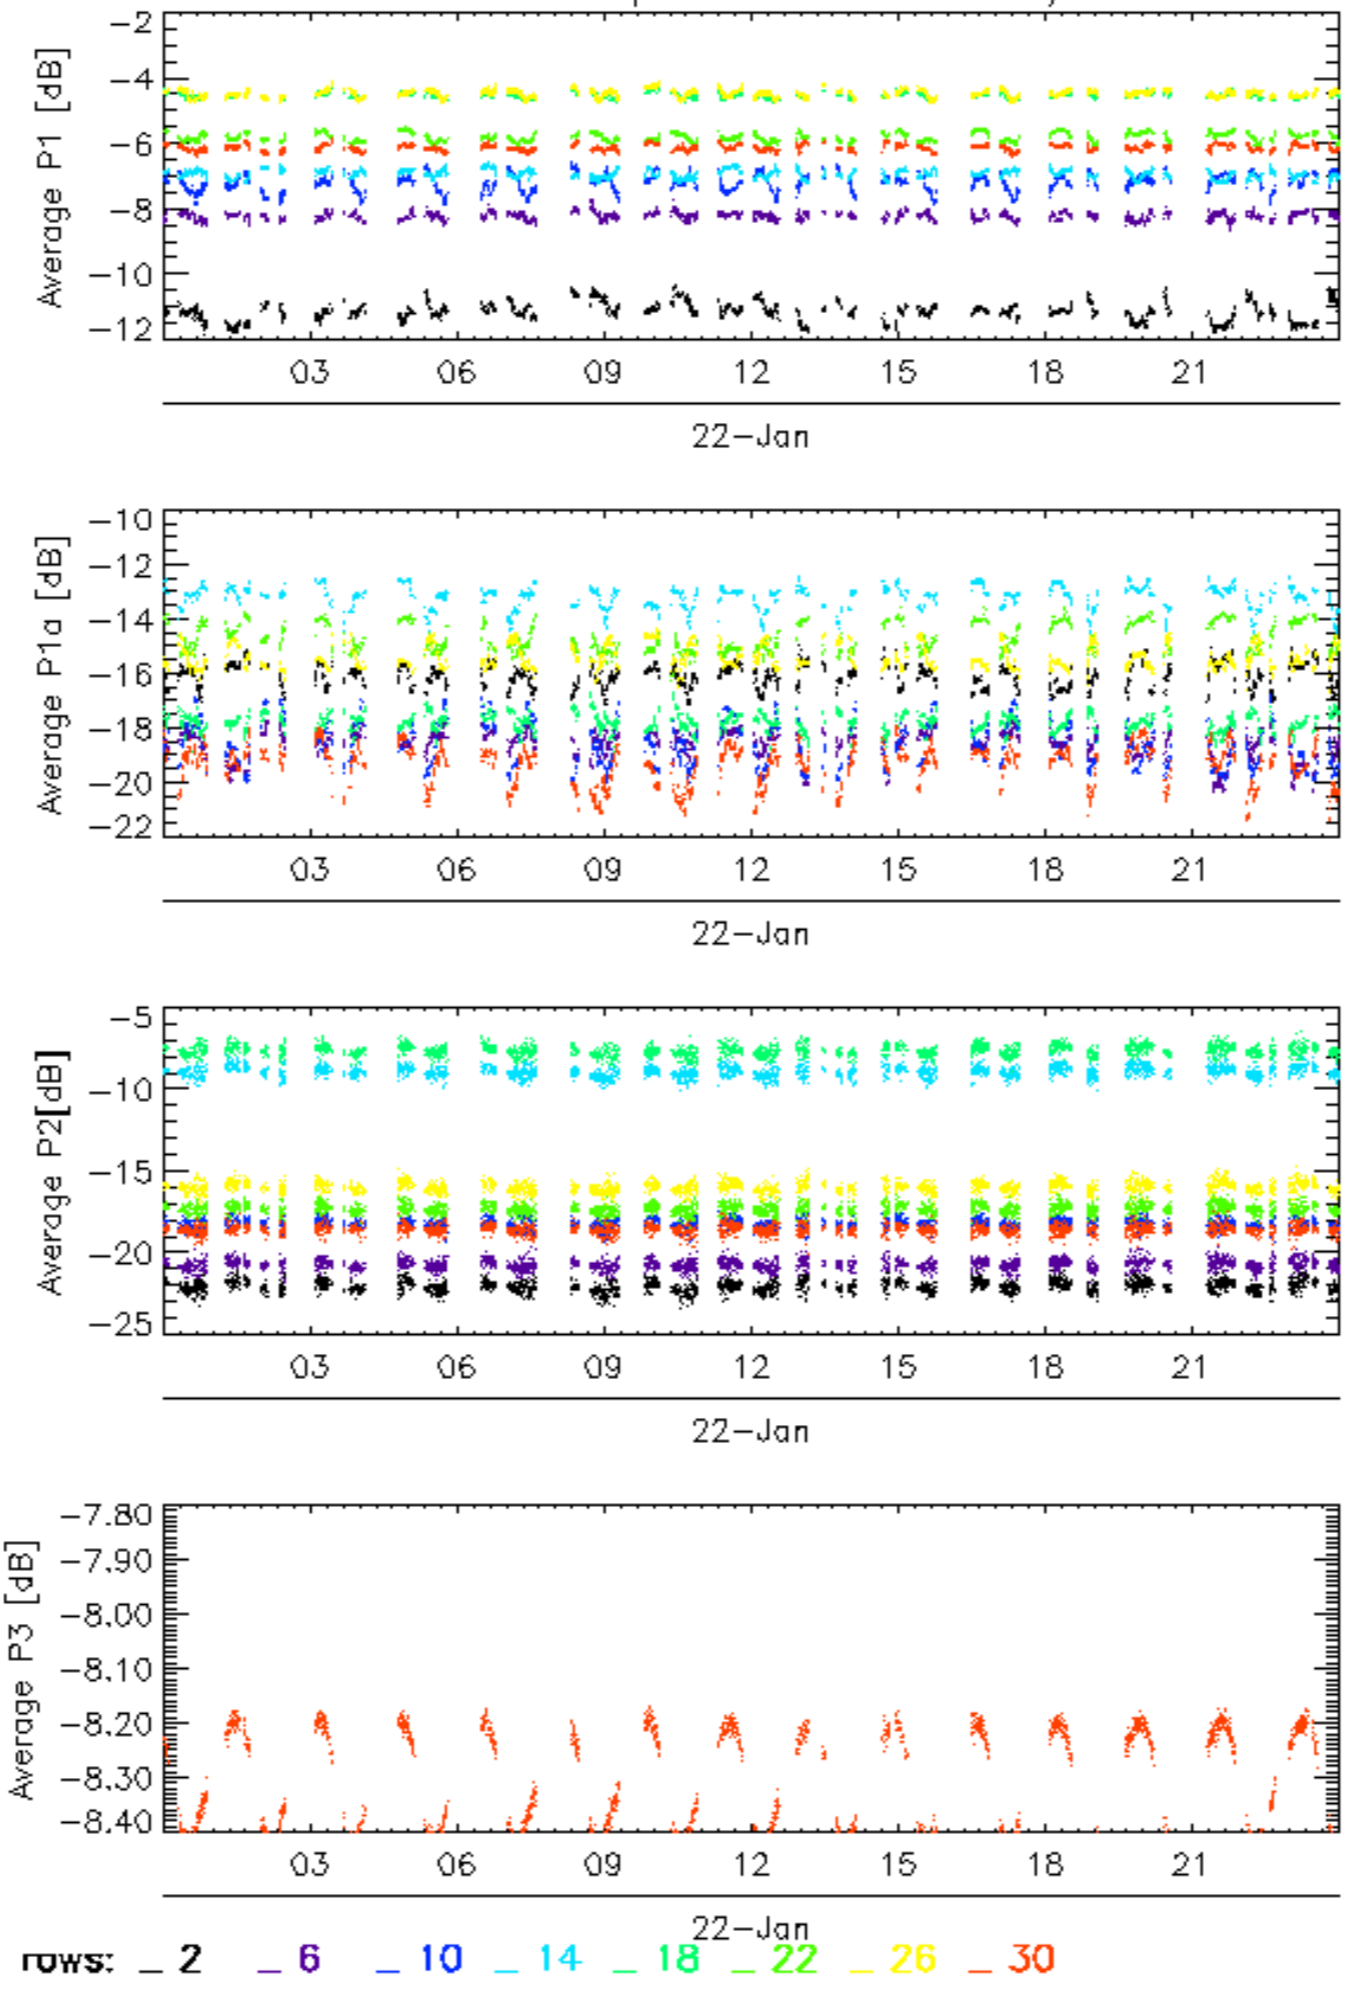 Average P1 [dB]
−2
−4
−6
−8
−10
−12
03 06 09 12 15 18 21
22−Jan
Average P1a [dB]
−10
−12
−14
−16
−18
−20
−22
03 06 09 12 15 18 21
22−Jan
Average P2[dB]
−5
−10
−15
−20
−25
03 06 09 12 15 18 21
22−Jan
Average P3 [dB]
−7.80
−7.90
−8.00
−8.10
−8.20
−8.30
−8.40
03 06 09 12 15 18 21
22−Jan
rows: _ 2 _ 6 _ 10 _ 14 _ 18 _ 22 _ 26 _ 30